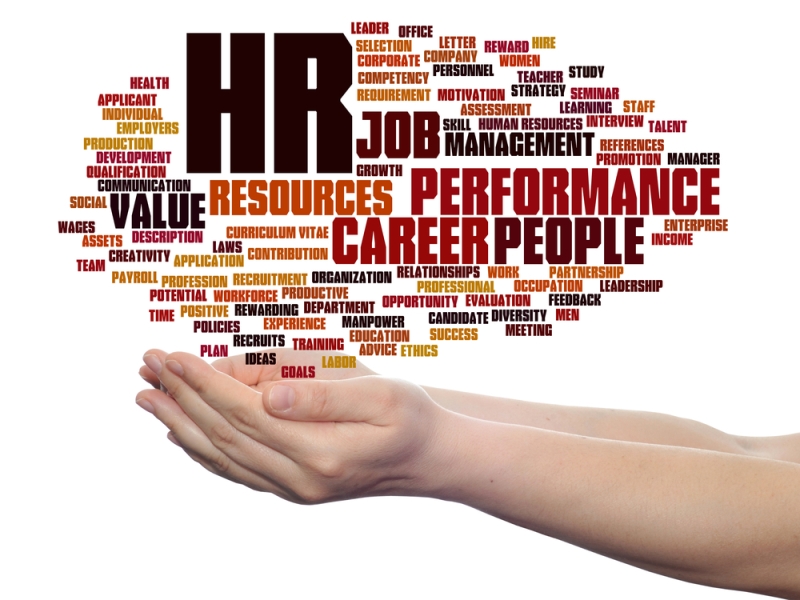 LEADER OFFICE
SELECTION LETTER REWARD HIRE
CORPORATE COMPANY WOMEN
COMPETENCY PERSONNEL TEACHER STUDY
HEALTH REQUIREMENT MOTIVATION STRATEGY SEMINAR
APPLICANT ASSESSMENT LEARNING STAFF
HR
INDIVIDUAL JOB SKILL HUMAN RESOURCES INTERVIEW TALENT
EMPLOYERS
PRODUCTION MANAGEMENT REFERENCES
DEVELOPMENT PROMOTION MANAGER
QUALIFICATION GROWTH
COMMUNICATION RESOURCES PERFORMANCE
SOCIAL VALUE
WAGES CURRICULUM VITAE CAREER PEOPLE ENTERPRISE
ASSETS DESCRIPTION INCOME
CREATIVITY LAWS CONTRIBUTION
TEAM APPLICATION
PAYROLL PROFESSION RECRUITMENT ORGANIZATION RELATIONSHIPS WORK PARTNERSHIP
PROFESSIONAL OCCUPATION LEADERSHIP
POTENTIAL WORKFORCE PRODUCTIVE OPPORTUNITY EVALUATION FEEDBACK
TIME POSITIVE REWARDING DEPARTMENT CANDIDATE DIVERSITY MEN
POLICIES EXPERIENCE MANPOWER MEETING
RECRUITS TRAINING EDUCATION SUCCESS
PLAN IDEAS ADVICE ETHICS
GOALS LABOR